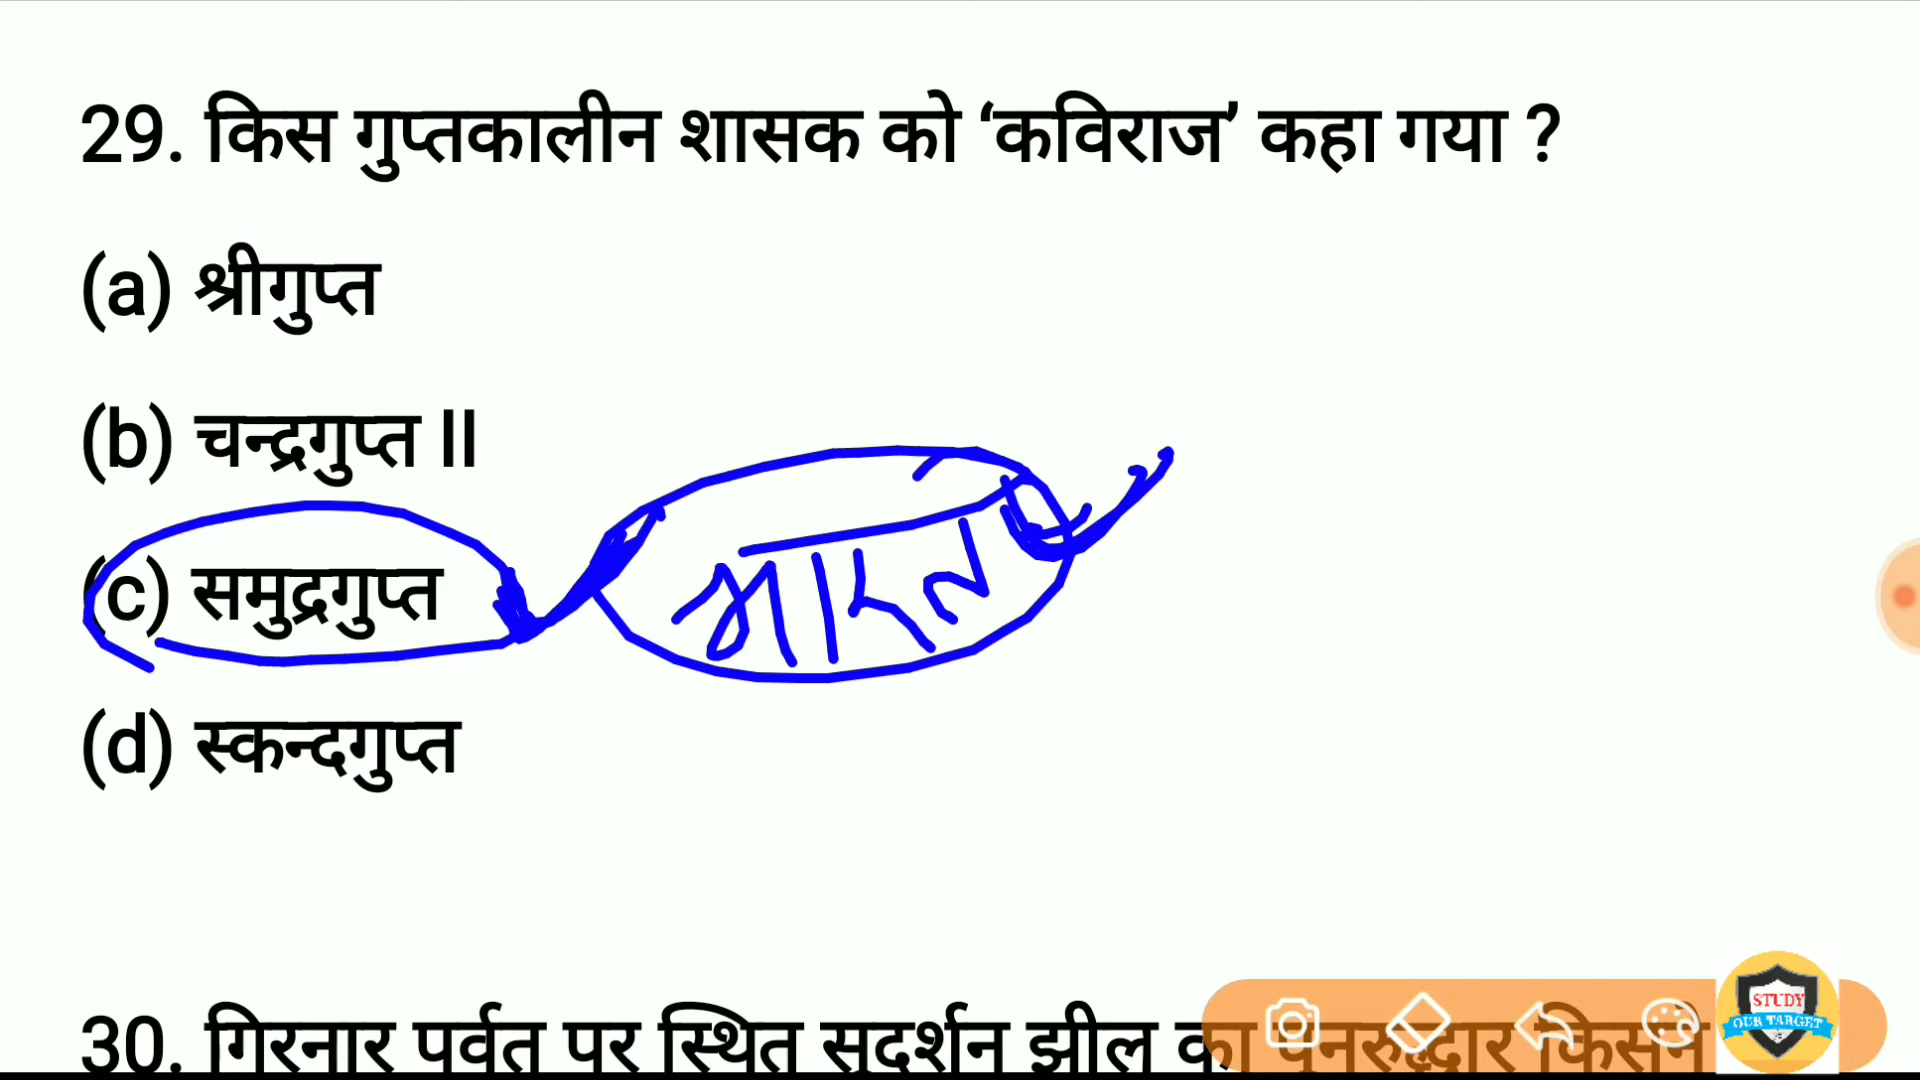 29. किस गुप्तकालीन शासक को ‘कविराज’ कहा गया ?
(a) श्रीगुप्त
(b) चन्द्रगुप्त II
(c) समुद्रगुप्त
(d) स्कन्दगुप्त
30. गिरनार पर्वत पर स्थित सुदर्शन झील का पुनरुद्धार किसने
STUDY
OUR TARGET